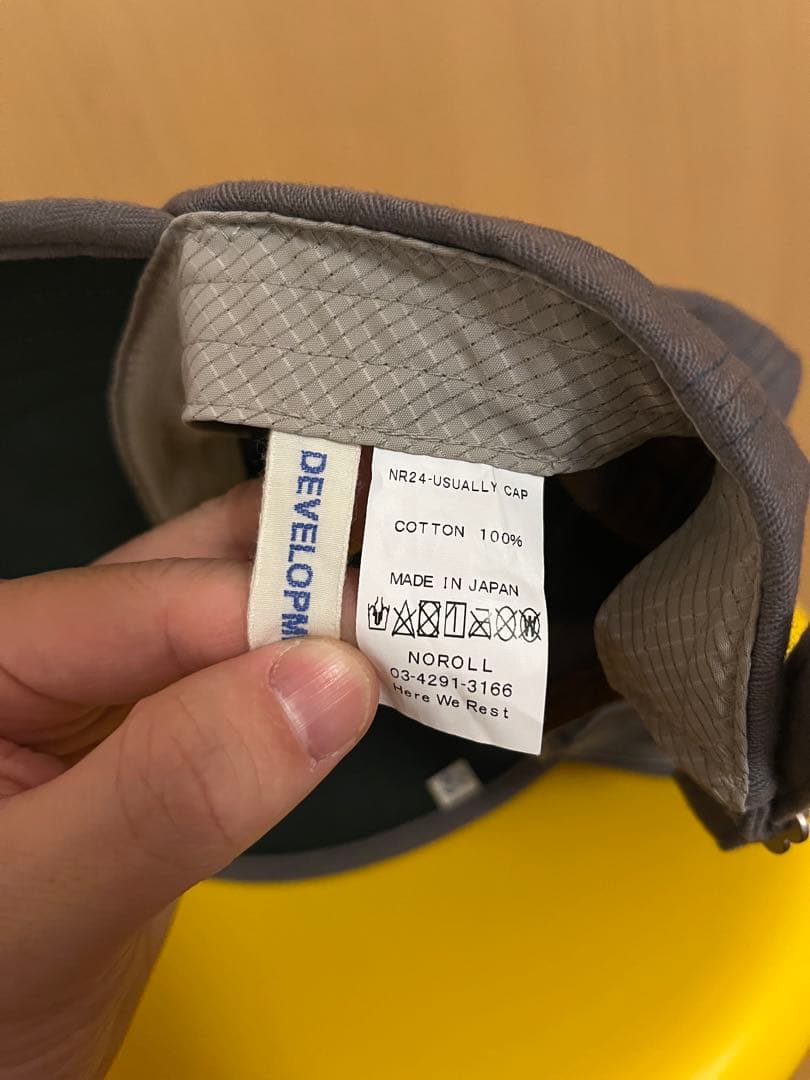 DEVELOPM
NR24-USUALLY CAP
COTTON 100%
MADE IN JAPAN
NOROLL
03-4291-3166
Here We Rest